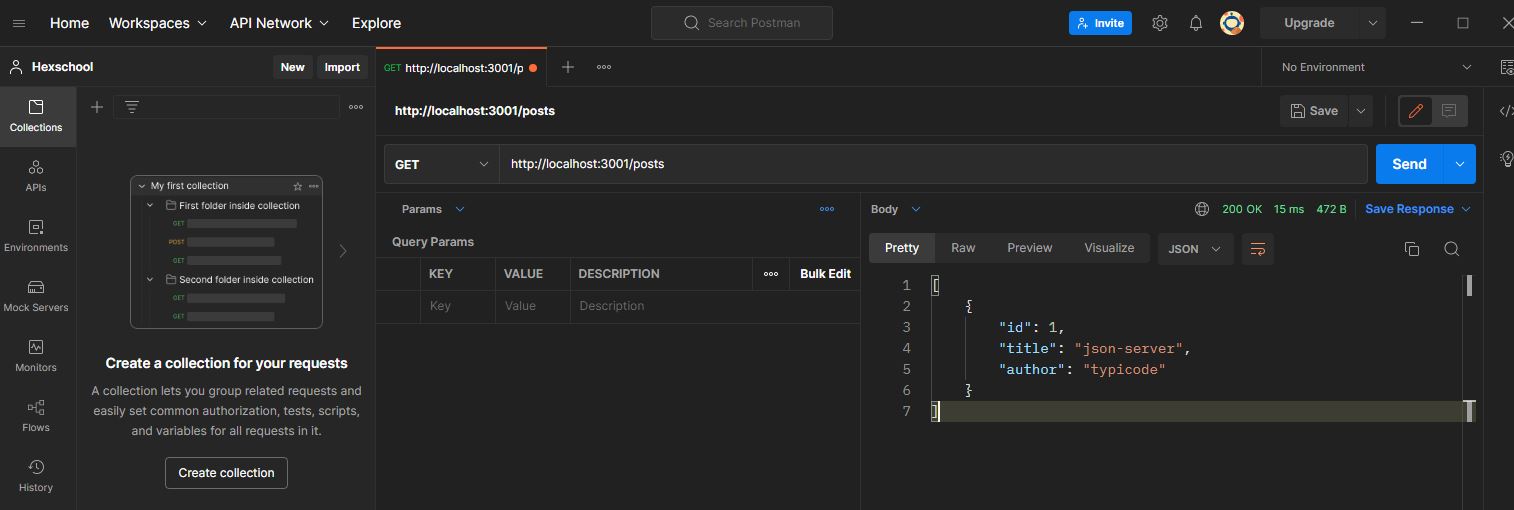 Home Workspaces API Network Explore Search Postman Invite Upgrade
Hexschool New Import GET http://localhost:3001/p No Environment
Collections
APIs
Environments
Mock Servers
Monitors
Flows
History
My first collection
First folder inside collection
GET
POST
GET
Second folder inside collection
GET
GET
Create a collection for your requests
A collection lets you group related requests and
easily set common authorization, tests, scripts,
and variables for all requests in it.
Create collection
http://localhost:3001/posts Save
GET http://localhost:3001/posts Send
Params
Query Params
KEY VALUE DESCRIPTION Bulk Edit
Key Value Description
Body 200 OK 15 ms 472 B Save Response
Pretty Raw Preview Visualize JSON
1 [
2 {
3 "id": 1,
4 "title": "json-server",
5 "author": "typicode"
6 }
7 ]